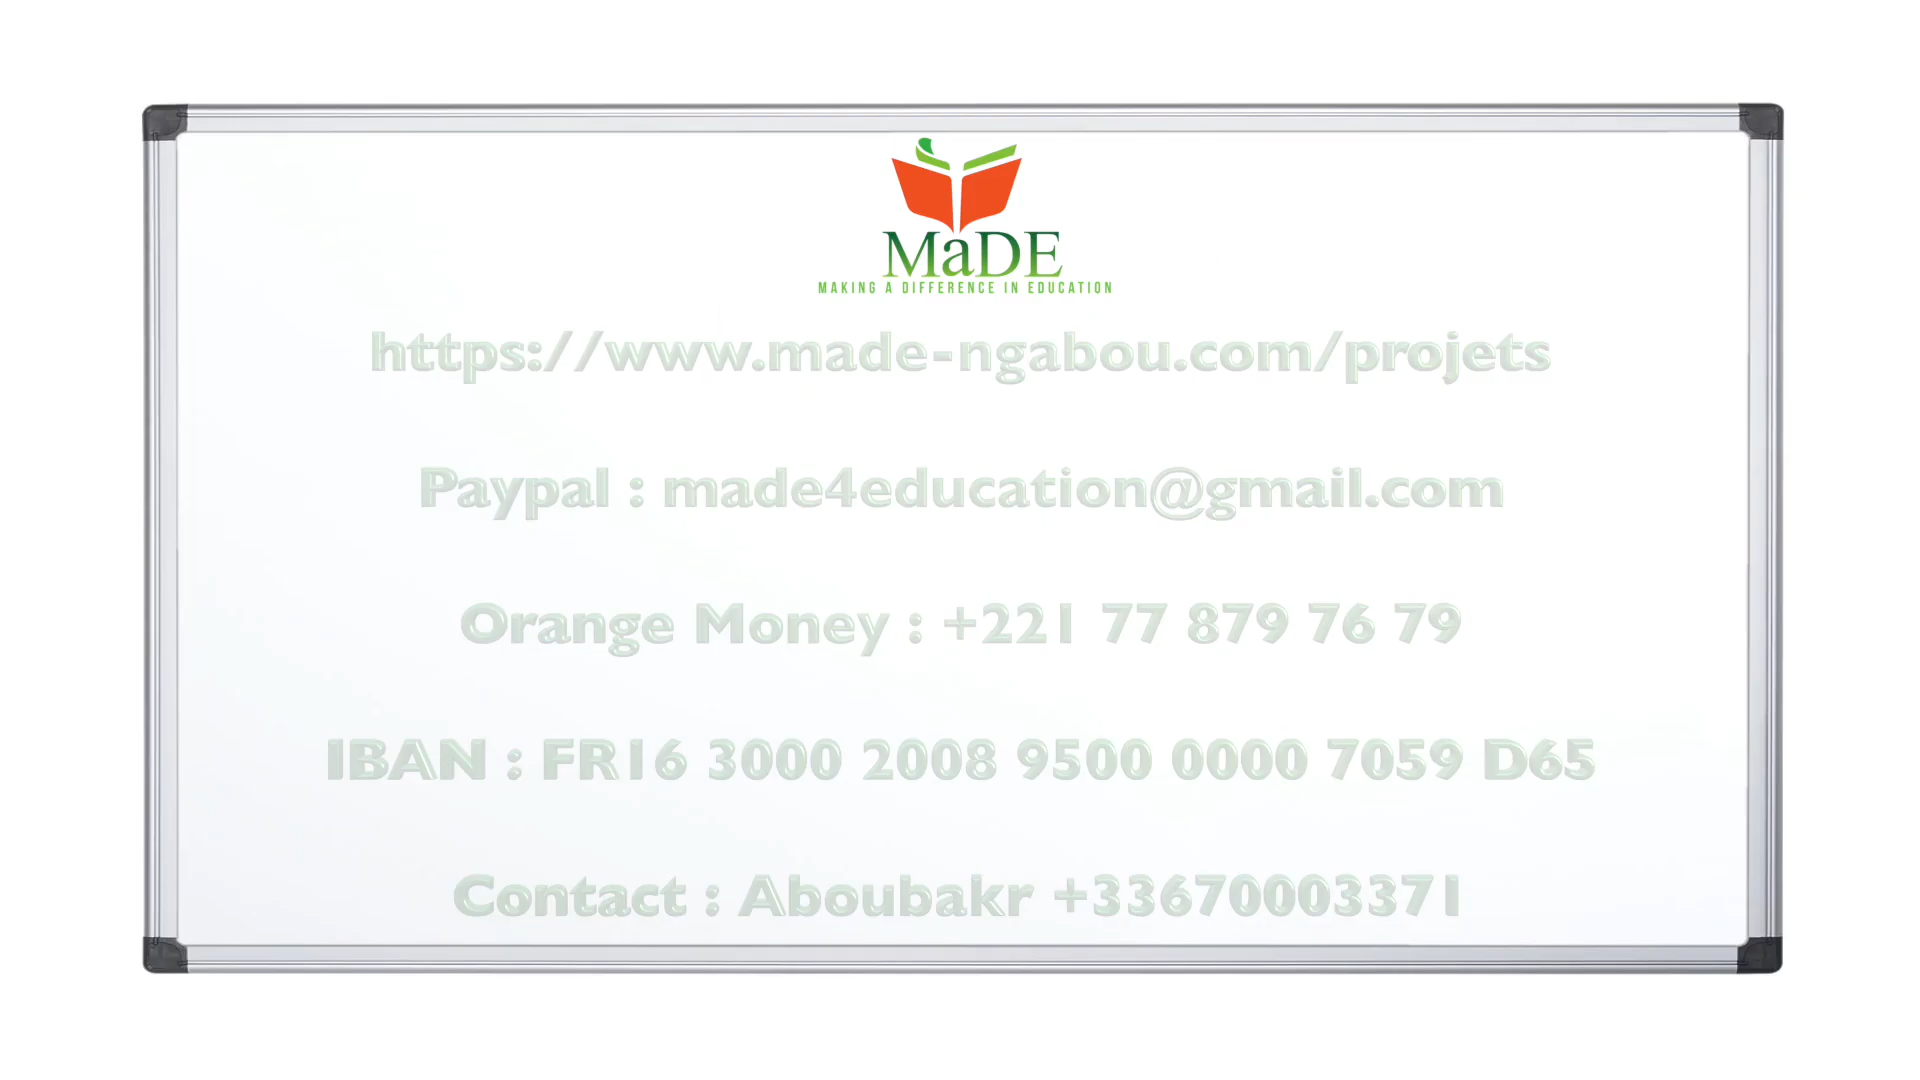 MaDE
MAKING A DIFFERENCE IN EDUCATION
https://www.made-ngabou.com/projets
Paypal : made4education@gmail.com
Orange Money : +221 77 879 76 79
IBAN : FR16 3000 2008 9500 0000 7059 D65
Contact : Aboubakr +33670003371